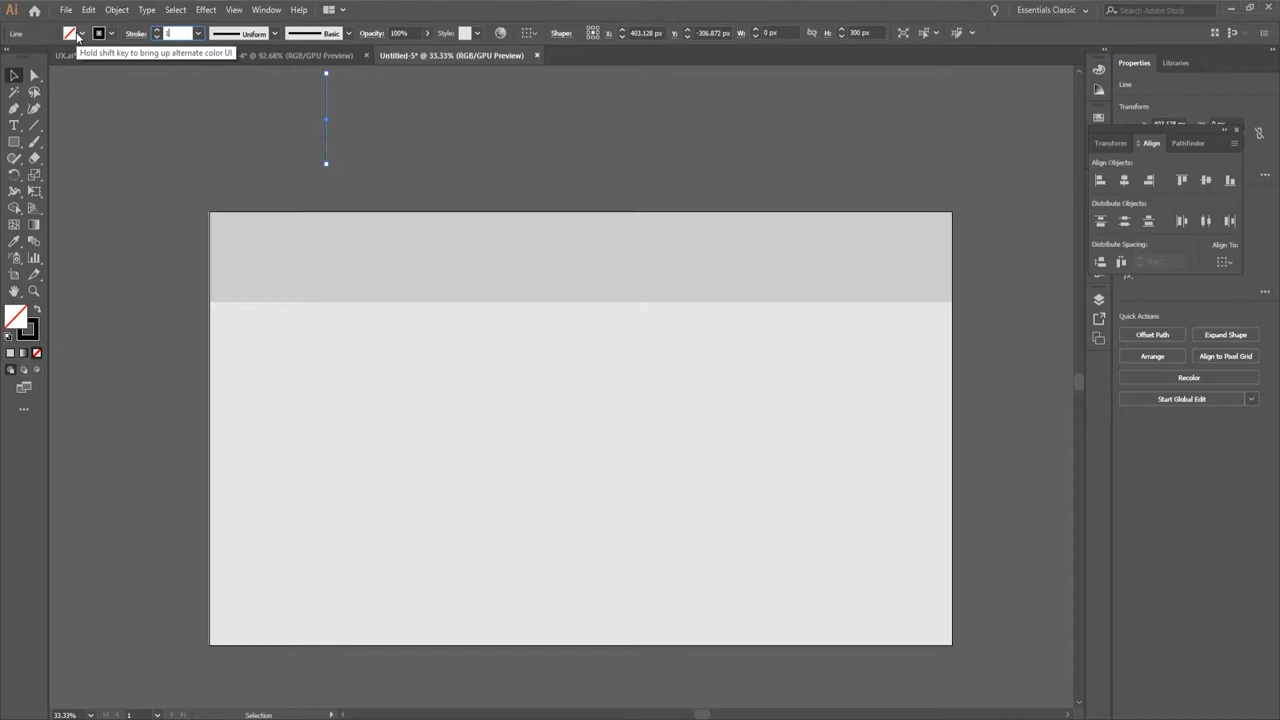 Ai File Edit Object Type Select Effect View Window Help Essentials Classic Search Adobe Stock
Line Stroke: Uniform Basic Opacity: 100% Style: Shape: X: 403.128 px Y: -306.872 px W: 0 px H: 300 px
Hold shift key to bring up alternate color UI
-4* @ 92.68% (RGB/GPU Preview) × Untitled-5* @ 33.33% (RGB/GPU Preview) ×
Properties Libraries
Line
Transform
Transform Align Pathfinder
Align Objects:
Distribute Objects:
Distribute Spacing: Align To:
Quick Actions
Offset Path Expand Shape
Arrange Align to Pixel Grid
Recolor
Start Global Edit
33.33% 1 Selection